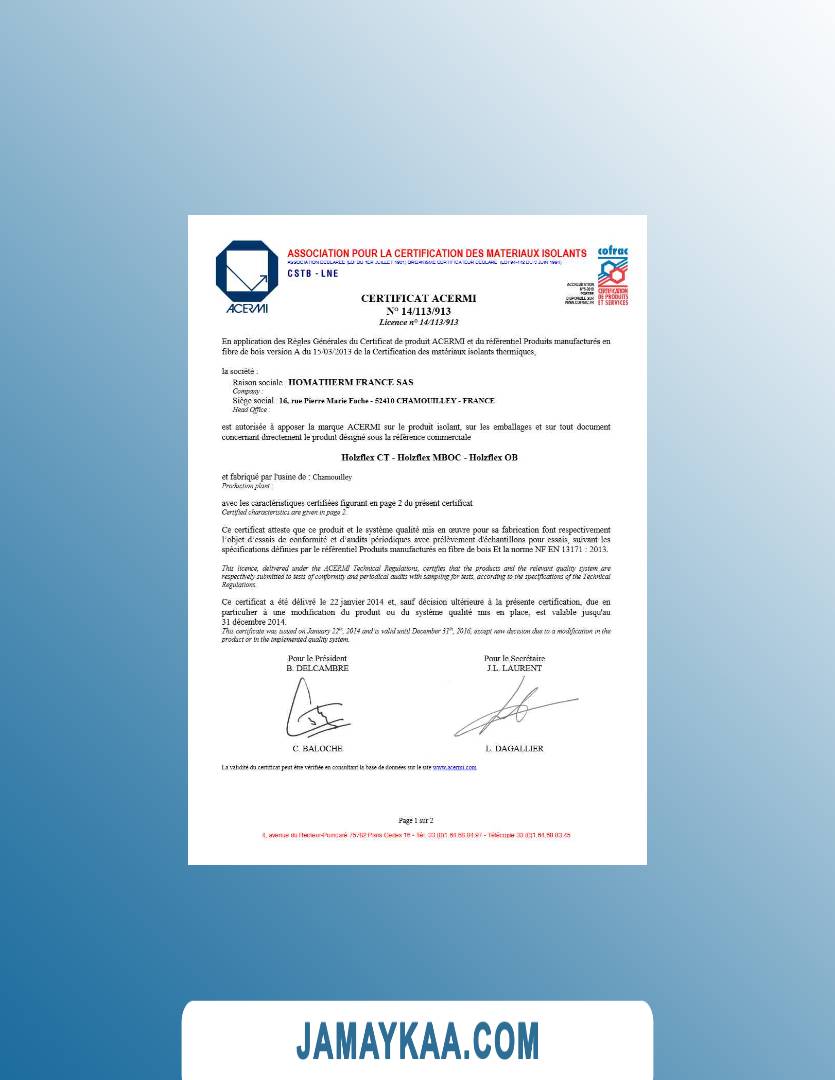 ASSOCIATION POUR LA CERTIFICATION DES MATERIAUX ISOLANTS
cofrac
CSTB - LNE
CERTIFICATION
DE PRODUITS
ET SERVICES
ACERMI
CERTIFICAT ACERMI
N° 14/113/913
Licence n° 14/113/913
En application des Règles Générales du Certificat de produit ACERMI et du référentiel Produits manufacturés en
fibre de bois version A du 15/03/2013 de la Certification des matériaux isolants thermiques,
la société :
Raison sociale : HOMATHERM FRANCE SAS
Company :
Siège social : 16, rue Pierre Marie Fache - 52410 CHAMOUILLEY - FRANCE
Head Office :
est autorisée à apposer la marque ACERMI sur le produit isolant, sur les emballages et sur tout document
concernant directement le produit désigné sous la référence commerciale
Holzflex CT - Holzflex MBOC - Holzflex OB
et fabriqué par l'usine de : Chamouilley
Production plant :
avec les caractéristiques certifiées figurant en page 2 du présent certificat
Certified characteristics are given in page 2.
Ce certificat atteste que ce produit et le système qualité mis en œuvre pour sa fabrication font respectivement
l'objet d'essais de conformité et d'audits périodiques avec prélèvement d'échantillons pour essais, suivant les
spécifications définies par le référentiel Produits manufacturés en fibre de bois Et la norme NF EN 13171 : 2013.
This licence, delivered under the ACERMI Technical Regulations, certifies that the products and the relevant quality system are
respectively submitted to tests of conformity and periodical audits with sampling for tests, according to the specifications of the Technical
Regulations.
Ce certificat a été délivré le 22 janvier 2014 et, sauf décision ultérieure à la présente certification, due en
particulier à une modification du produit ou du système qualité mis en place, est valable jusqu'au
31 décembre 2014.
This certificate was issued on January 22th, 2014 and is valid until December 31th, 2016, except new decision due to a modification in the
product or in the implemented quality system.
Pour le Président
B. DELCAMBRE
Pour le Secrétaire
J.L. LAURENT
C. BALOCHE
L. DAGALLIER
La validité du certificat peut être vérifiée en consultant la base de données sur le site www.acermi.com
Page 1 sur 2
JAMAYKAA.COM